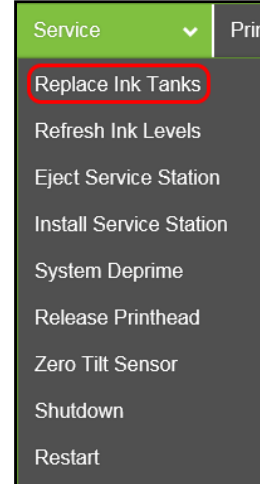 Service
Prin
Replace Ink Tanks
Refresh Ink Levels
Eject Service Station
Install Service Station
System Deprime
Release Printhead
Zero Tilt Sensor
Shutdown
Restart